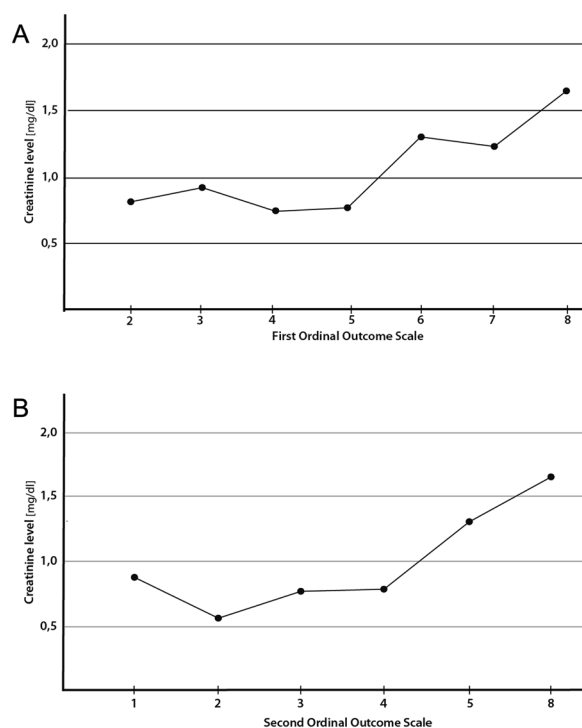 A
Creatinine level [mg/dl]
2,0
1,5
1,0
0,5
2 3 4 5 6 7 8
First Ordinal Outcome Scale
B
Creatinine level [mg/dl]
2,0
1,5
1,0
0,5
1 2 3 4 5 8
Second Ordinal Outcome Scale